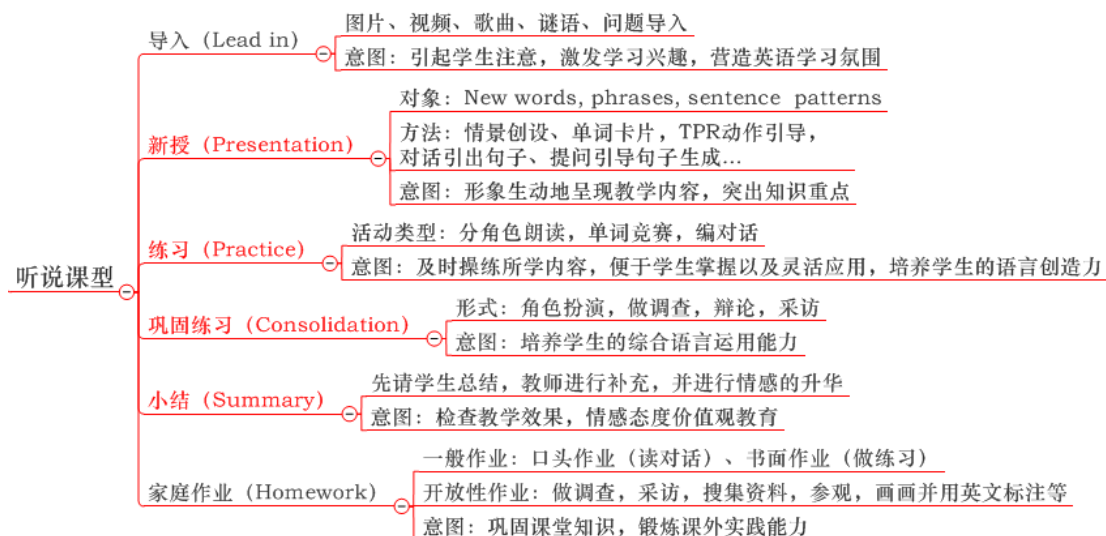 听说课型
导入（Lead in）
图片、视频、歌曲、谜语、问题导入
意图：引起学生注意，激发学习兴趣，营造英语学习氛围
新授（Presentation）
对象：New words, phrases, sentence patterns
方法：情景创设、单词卡片，TPR动作引导，
对话引出句子、提问引导句子生成...
意图：形象生动地呈现教学内容，突出知识重点
练习（Practice）
活动类型：分角色朗读，单词竞赛，编对话
意图：及时操练所学内容，便于学生掌握以及灵活应用，培养学生的语言创造力
巩固练习（Consolidation）
形式：角色扮演，做调查，辩论，采访
意图：培养学生的综合语言运用能力
小结（Summary）
先请学生总结，教师进行补充，并进行情感的升华
意图：检查教学效果，情感态度价值观教育
家庭作业（Homework）
一般作业：口头作业（读对话）、书面作业（做练习）
开放性作业：做调查，采访，搜集资料，参观，画画并用英文标注等
意图：巩固课堂知识，锻炼课外实践能力